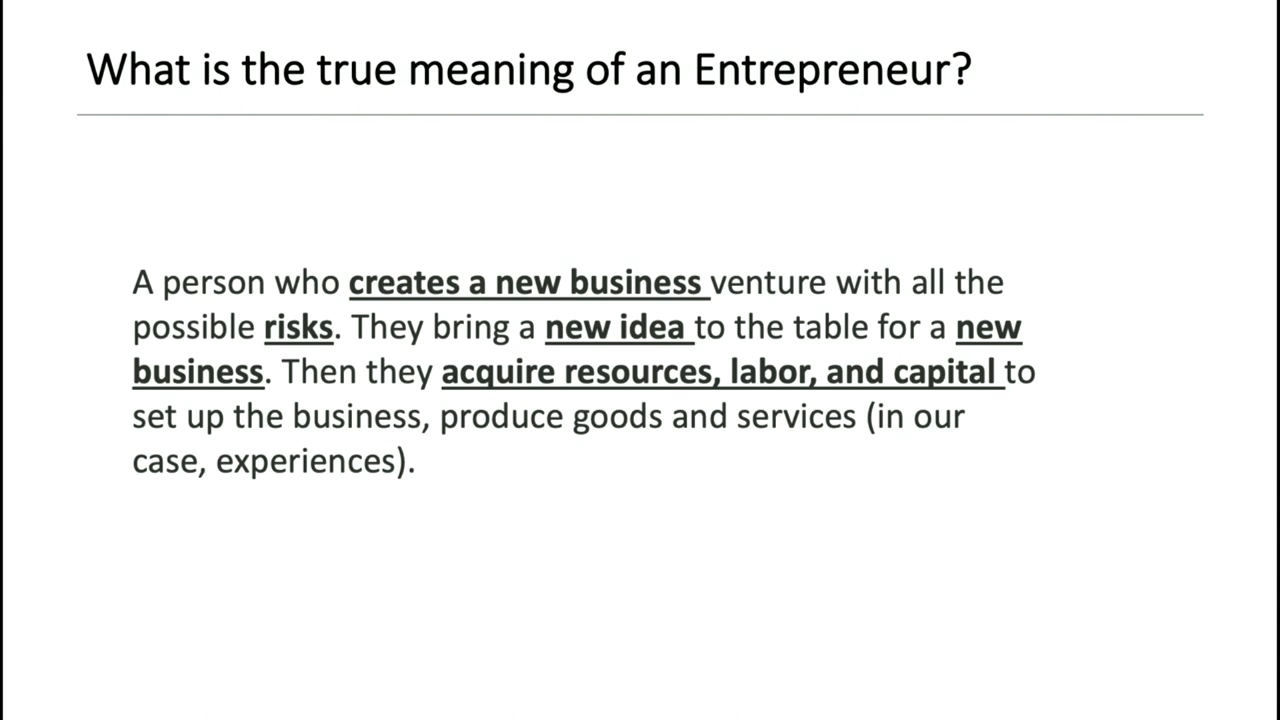 What is the true meaning of an Entrepreneur?
A person who creates a new business venture with all the
possible risks. They bring a new idea to the table for a new
business. Then they acquire resources, labor, and capital to
set up the business, produce goods and services (in our
case, experiences).